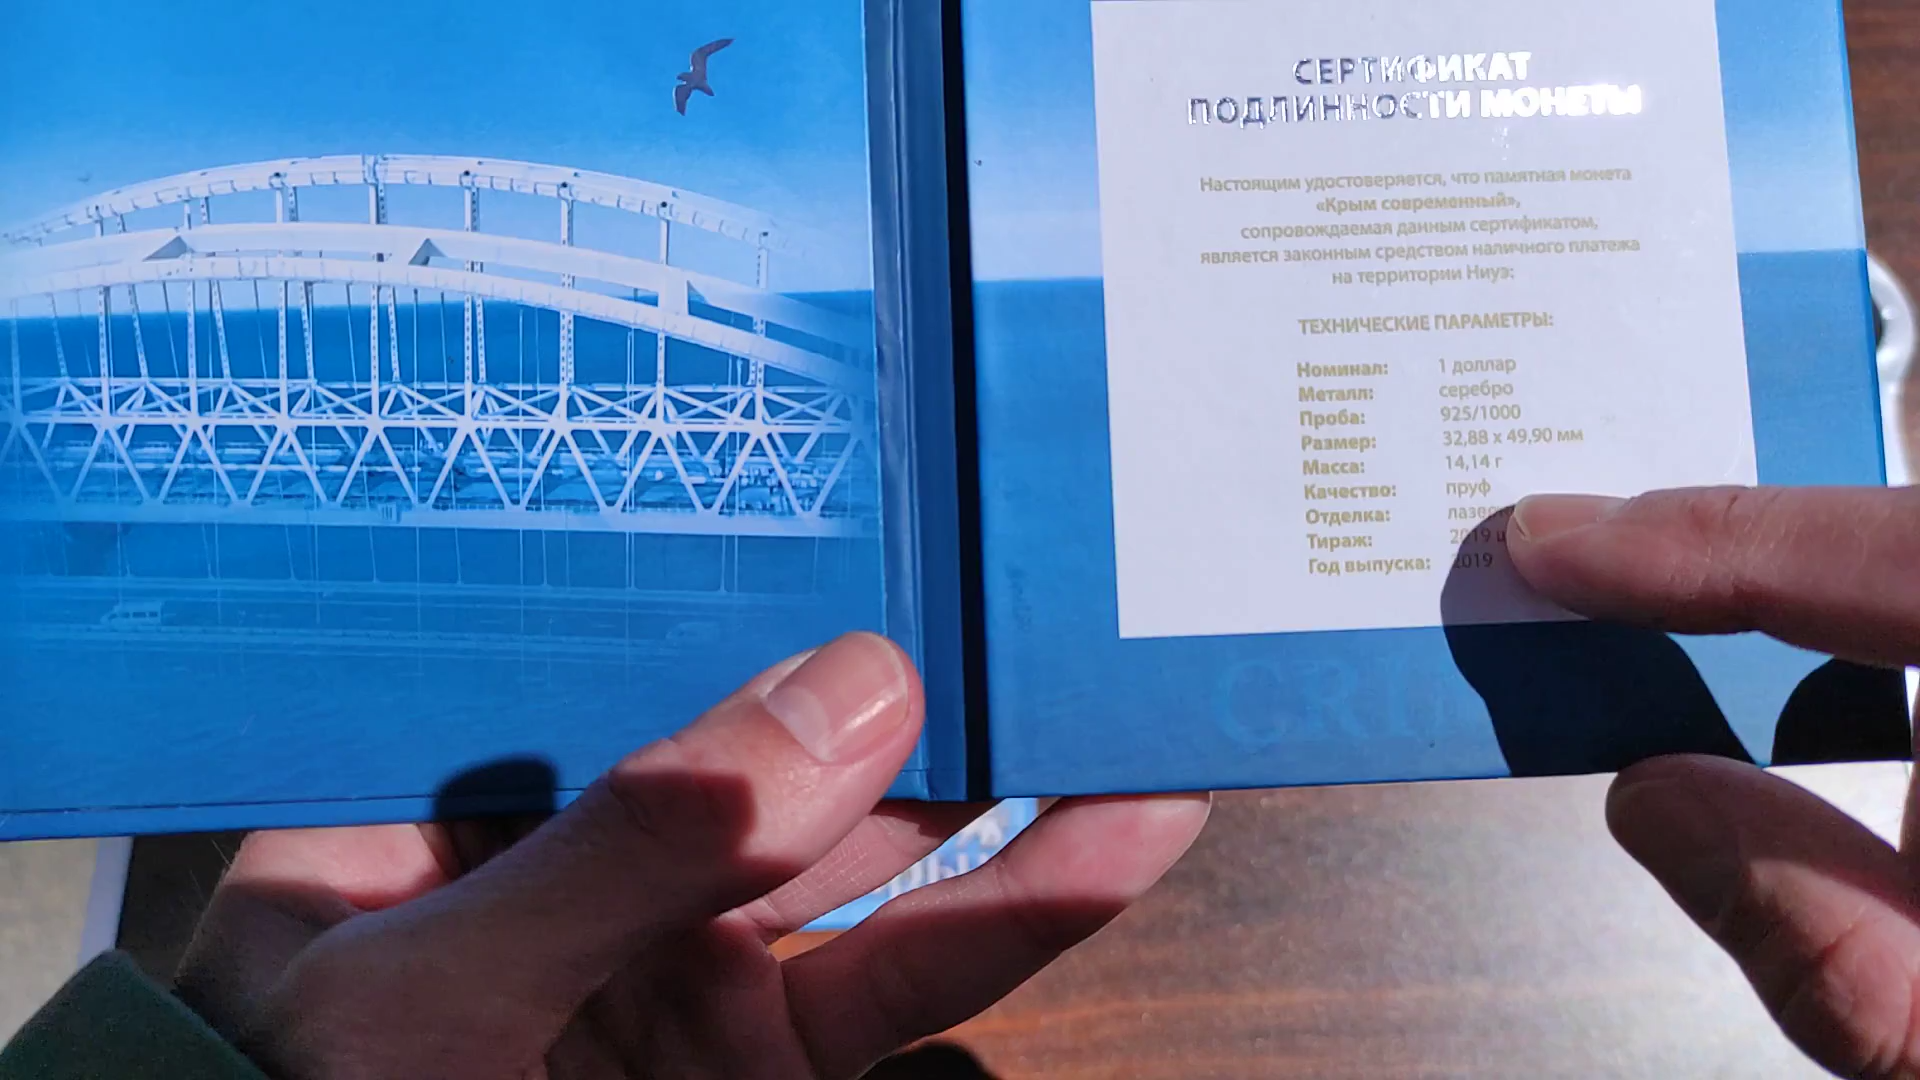 СЕРТИФИКАТ
ПОДЛИННОСТИ МОНЕТЫ
Настоящим удостоверяется, что памятная монета
«Крым современный»,
сопровождаемая данным сертификатом,
является законным средством наличного платежа
на территории Ниуэ:
ТЕХНИЧЕСКИЕ ПАРАМЕТРЫ:
Номинал: 1 доллар
Металл: серебро
Проба: 925/1000
Размер: 32,88 x 49,90 мм
Масса: 14,14 г
Качество: пруф
Отделка:
Тираж: 2019
Год выпуска: 2019